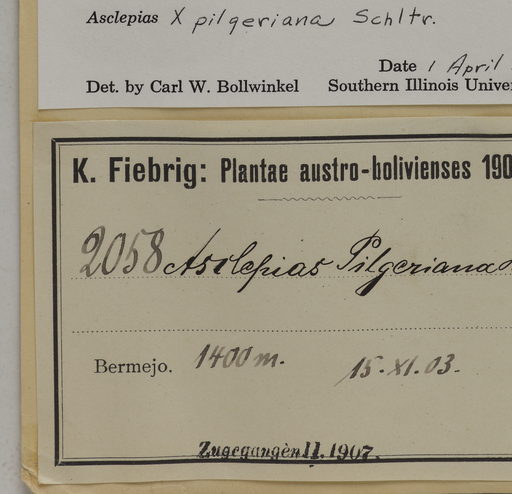 Asclepias X pilgeriana Schltr.
Date 1 April
Det. by Carl W. Bollwinkel Southern Illinois Univer
K. Fiebrig: Plantae austro-bolivienses 190
2058 Asclepias Pilgeriana
Bermejo. 1400 m. 15. XI. 03.
Zugegangen II. 1907.